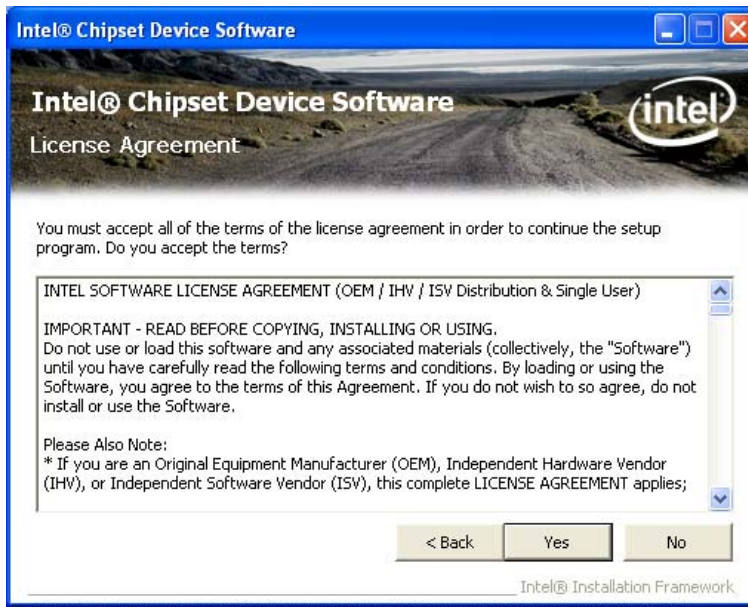 Intel® Chipset Device Software
Intel® Chipset Device Software
intel
License Agreement
You must accept all of the terms of the license agreement in order to continue the setup
program. Do you accept the terms?
INTEL SOFTWARE LICENSE AGREEMENT (OEM / IHV / ISV Distribution & Single User)
IMPORTANT - READ BEFORE COPYING, INSTALLING OR USING.
Do not use or load this software and any associated materials (collectively, the "Software")
until you have carefully read the following terms and conditions. By loading or using the
Software, you agree to the terms of this Agreement. If you do not wish to so agree, do not
install or use the Software.
Please Also Note:
* If you are an Original Equipment Manufacturer (OEM), Independent Hardware Vendor
(IHV), or Independent Software Vendor (ISV), this complete LICENSE AGREEMENT applies;
< Back Yes No
Intel® Installation Framework